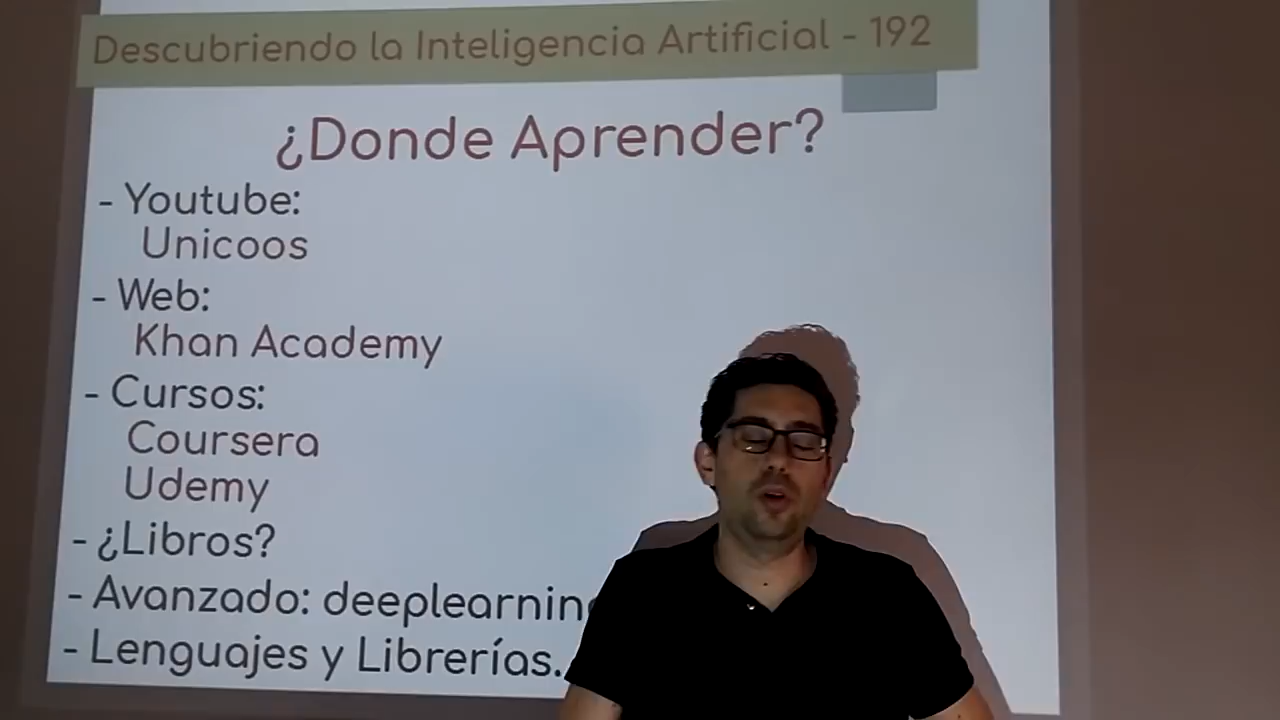 Descubriendo la Inteligencia Artificial - 192
¿Donde Aprender?
- Youtube:
Unicoos
- Web:
Khan Academy
- Cursos:
Coursera
Udemy
- ¿Libros?
- Avanzado: deeplearning
- Lenguajes y Librerías.